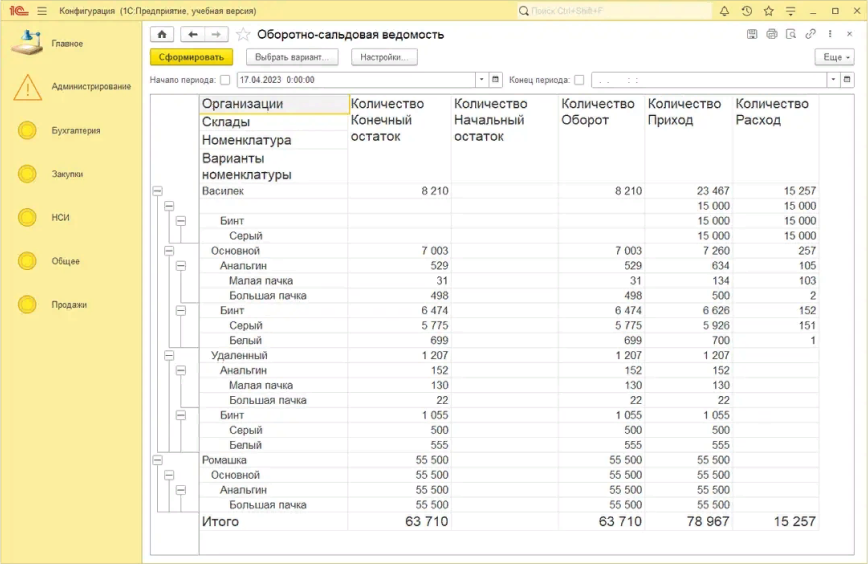 1С Конфигурация (1С:Предприятие, учебная версия) Поиск Ctrl+Shift+F
Главное
Администрирование
Бухгалтерия
Закупки
НСИ
Общее
Продажи
Оборотно-сальдовая ведомость
Сформировать Выбрать вариант... Настройки... Еще
Начало периода: 17.04.2023 0:00:00 Конец периода: . . : :
Организации
Склады
Номенклатура
Варианты
номенклатуры
Количество
Конечный
остаток
Количество
Начальный
остаток
Количество
Оборот
Количество
Приход
Количество
Расход
Василек 8 210 8 210 23 467 15 257
15 000 15 000
Бинт 15 000 15 000
Серый 15 000 15 000
Основной 7 003 7 003 7 260 257
Анальгин 529 529 634 105
Малая пачка 31 31 134 103
Большая пачка 498 498 500 2
Бинт 6 474 6 474 6 626 152
Серый 5 775 5 775 5 926 151
Белый 699 699 700 1
Удаленный 1 207 1 207 1 207
Анальгин 152 152 152
Малая пачка 130 130 130
Большая пачка 22 22 22
Бинт 1 055 1 055 1 055
Серый 500 500 500
Белый 555 555 555
Ромашка 55 500 55 500 55 500
Основной 55 500 55 500 55 500
Анальгин 55 500 55 500 55 500
Большая пачка 55 500 55 500 55 500
Итого 63 710 63 710 78 967 15 257